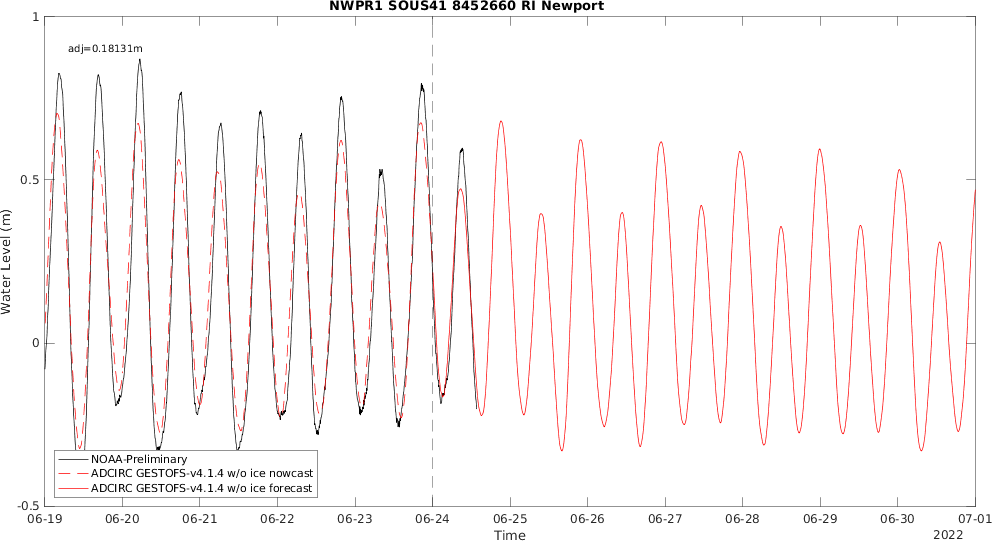 NWPR1 SOUS41 8452660 RI Newport
adj=0.18131m
Water Level (m)
1
0.5
0
-0.5
NOAA-Preliminary
ADCIRC GESTOFS-v4.1.4 w/o ice nowcast
ADCIRC GESTOFS-v4.1.4 w/o ice forecast
06-19 06-20 06-21 06-22 06-23 06-24 06-25 06-26 06-27 06-28 06-29 06-30 07-01
Time
2022